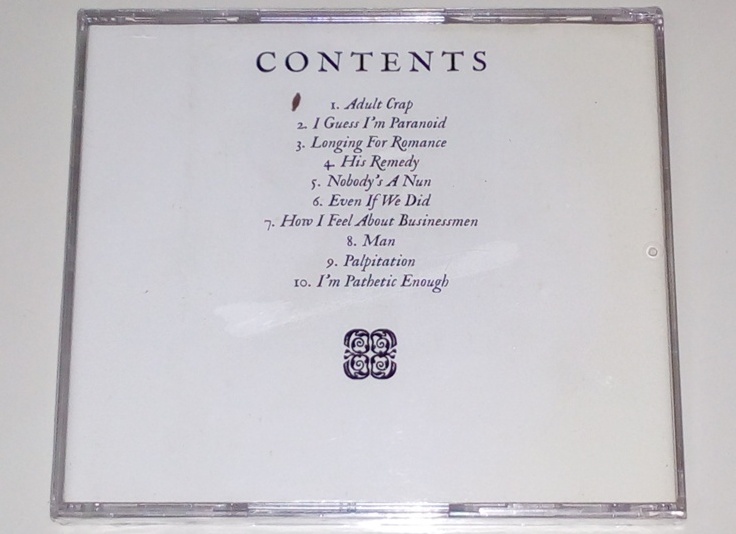 CONTENTS
1. Adult Crap
2. I Guess I'm Paranoid
3. Longing For Romance
4. His Remedy
5. Nobody's A Nun
6. Even If We Did
7. How I Feel About Businessmen
8. Man
9. Palpitation
10. I'm Pathetic Enough